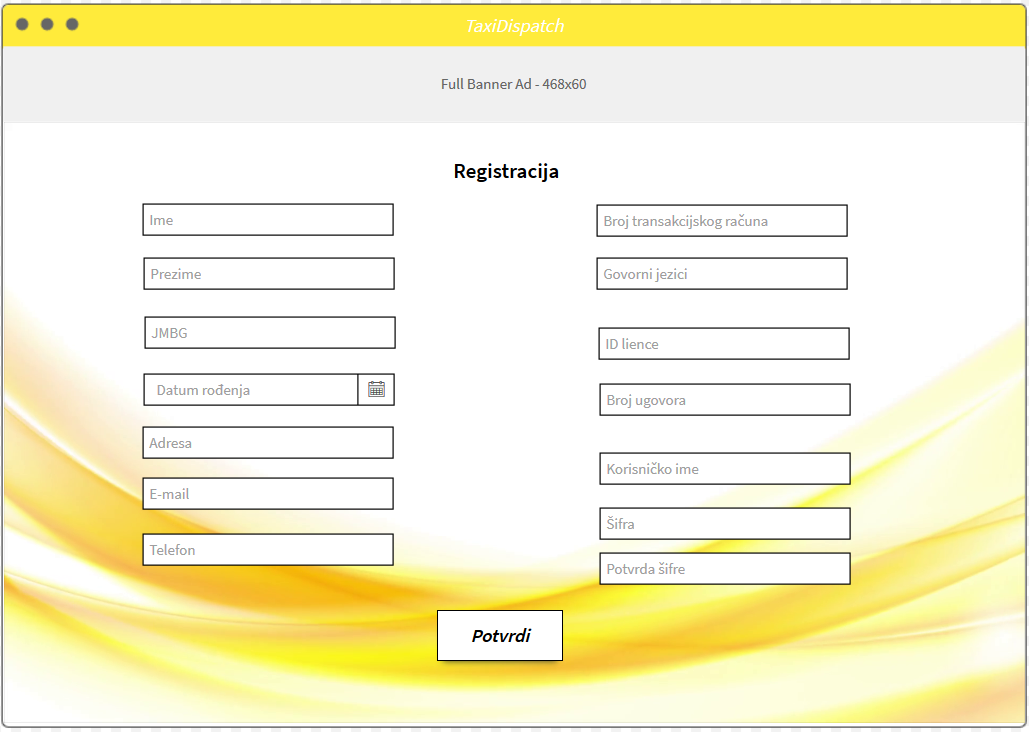 TaxiDispatch
Full Banner Ad - 468x60
Registracija
Ime
Prezime
JMBG
Datum rođenja
Adresa
E-mail
Telefon
Broj transakcijskog računa
Govorni jezici
ID lience
Broj ugovora
Korisničko ime
Šifra
Potvrda šifre
Potvrdi